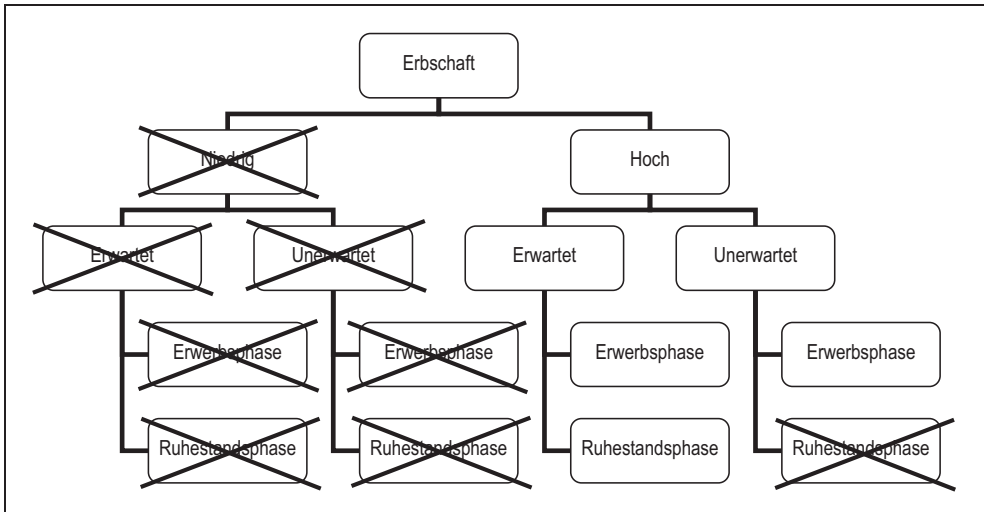 Erbschaft
Niedrig
Hoch
Erwartet
Unerwartet
Erwartet
Unerwartet
Erwerbsphase
Erwerbsphase
Erwerbsphase
Erwerbsphase
Ruhestandsphase
Ruhestandsphase
Ruhestandsphase
Ruhestandsphase